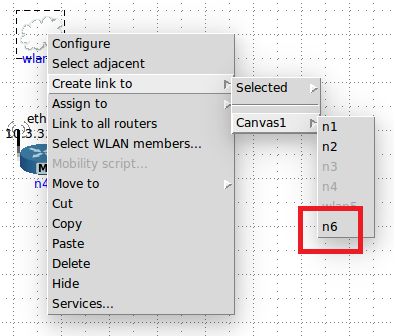 Configure
Select adjacent
Create link to
Assign to
Link to all routers
Select WLAN members...
Mobility script...
Move to
Cut
Copy
Paste
Delete
Hide
Services...
Selected
Canvas1
n1
n2
n3
n4
wlan5
n6
wlan
eth
10.3.3
n4
M